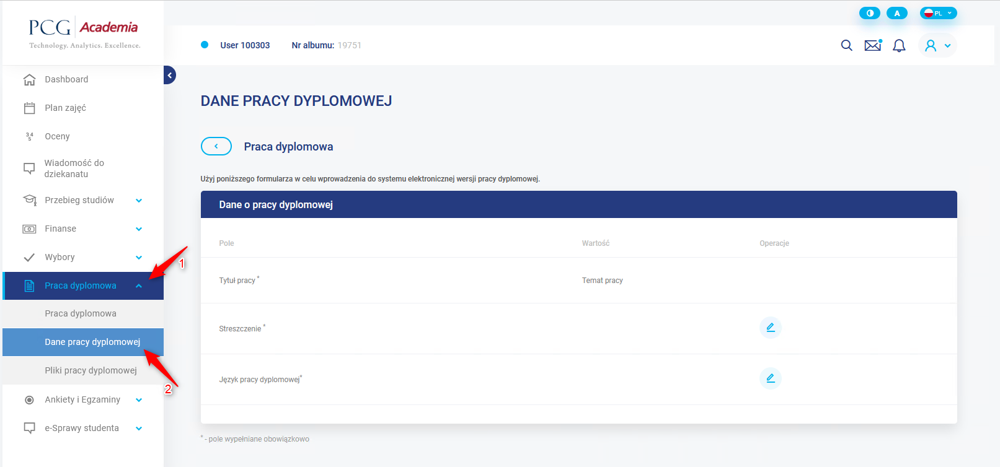 PCG Academia
Technology. Analytics. Excellence.
A
PL
User 100303 Nr albumu: 19751
Dashboard
Plan zajęć
3 4
5
Oceny
Wiadomość do
dziekanatu
Przebieg studiów
Finanse
Wybory
1
Praca dyplomowa
Praca dyplomowa
Dane pracy dyplomowej
Pliki pracy dyplomowej
2
Ankiety i Egzaminy
e-Sprawy studenta
DANE PRACY DYPLOMOWEJ
Praca dyplomowa
Użyj poniższego formularza w celu wprowadzenia do systemu elektronicznej wersji pracy dyplomowej.
Dane o pracy dyplomowej
Pole Wartość Operacje
Tytuł pracy * Temat pracy
Streszczenie *
Język pracy dyplomowej*
* - pole wypełniane obowiązkowo